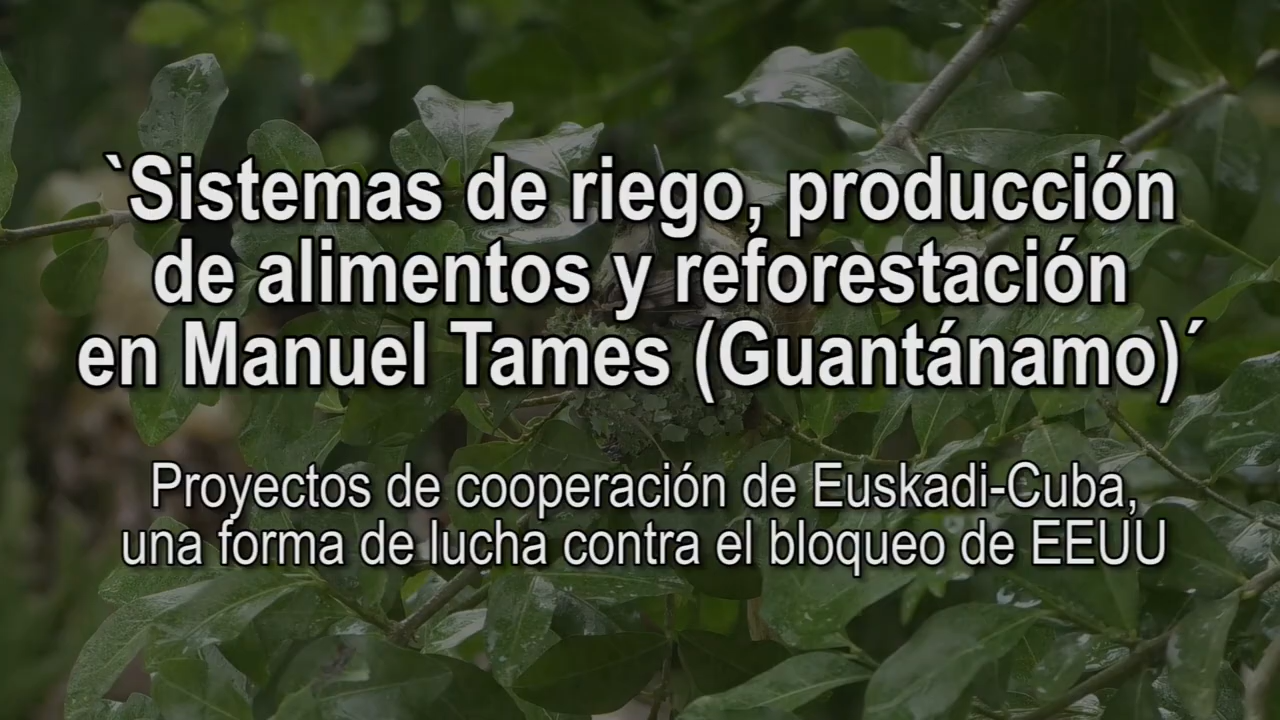 `Sistemas de riego, producción
de alimentos y reforestación
en Manuel Tames (Guantánamo)´
Proyectos de cooperación de Euskadi-Cuba,
una forma de lucha contra el bloqueo de EEUU